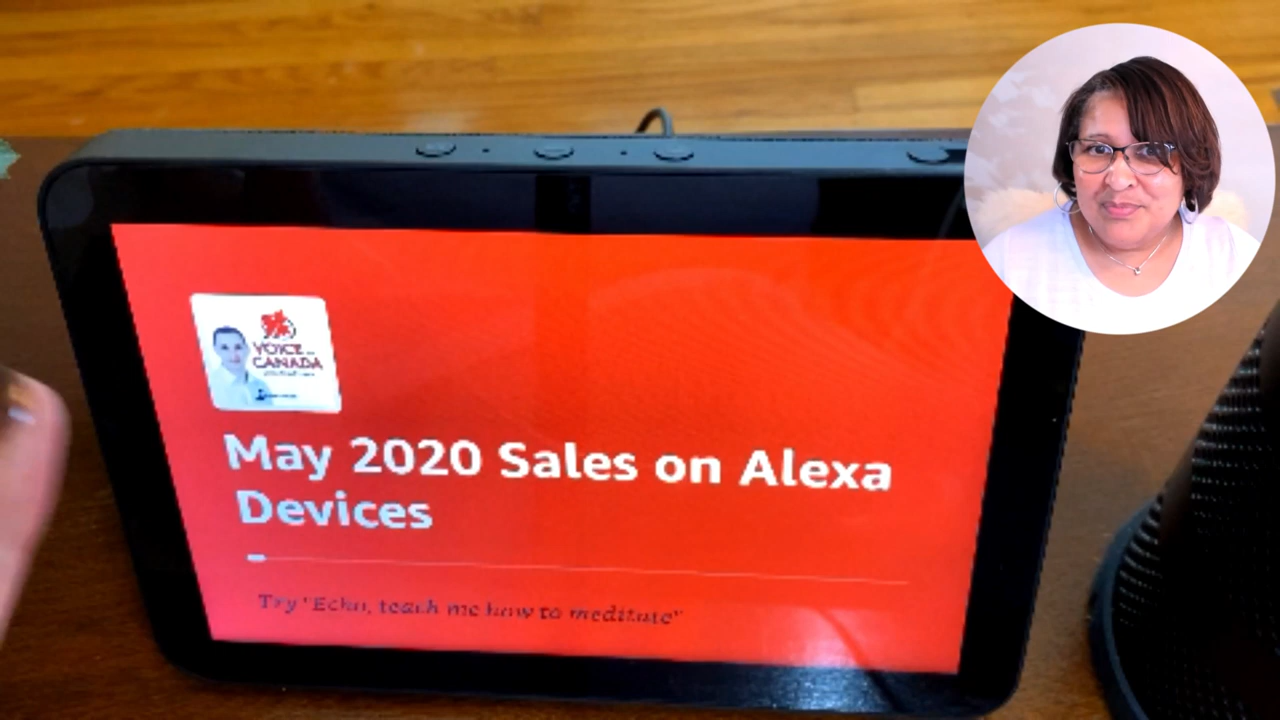 VOICE
CANADA
May 2020 Sales on Alexa
Devices
Try "Echo, teach me how to meditate"